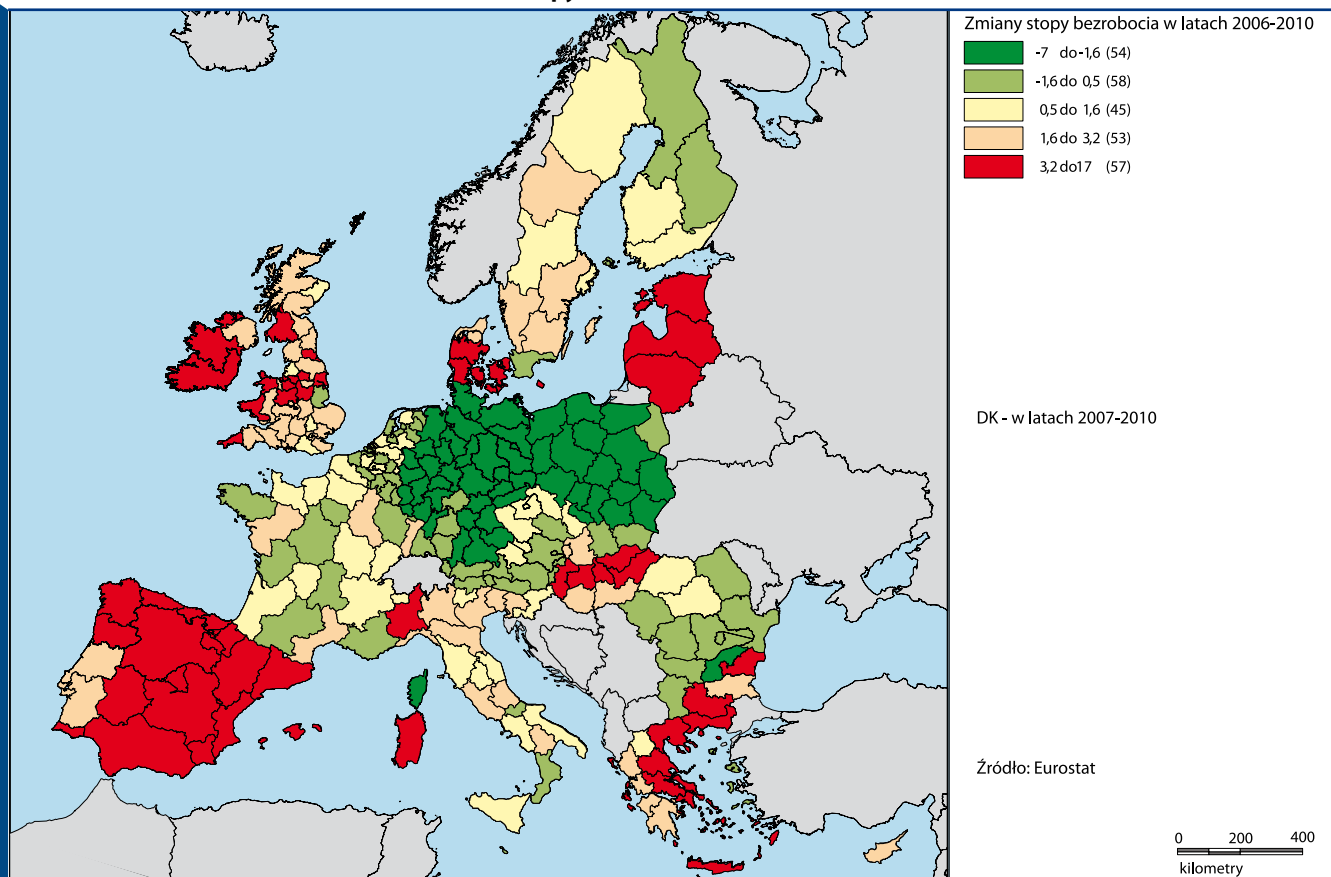 Zmiany stopy bezrobocia w latach 2006-2010
-7 do -1,6 (54)
-1,6 do 0,5 (58)
0,5 do 1,6 (45)
1,6 do 3,2 (53)
3,2 do 17 (57)
DK - w latach 2007-2010
Źródło: Eurostat
0 200 400
kilometry